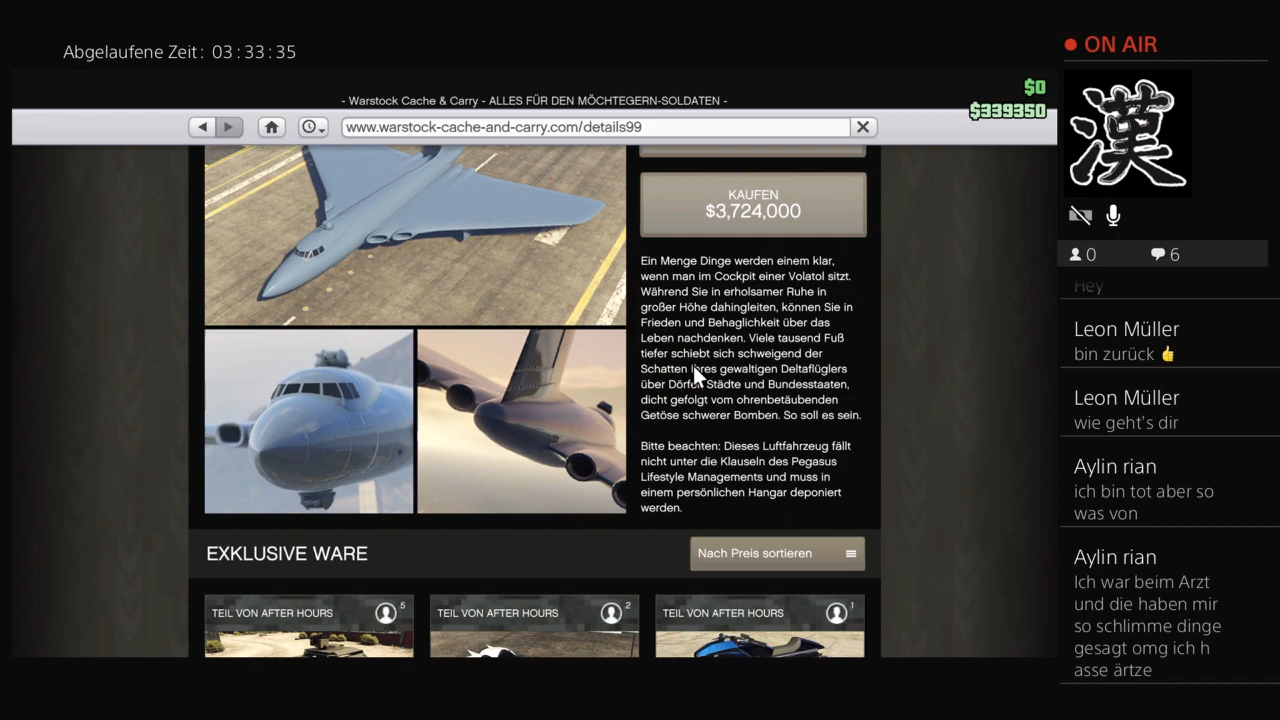 Abgelaufene Zeit: 03:33:35
ON AIR
$0
$339350
- Warstock Cache & Carry - ALLES FÜR DEN MÖCHTEGERN-SOLDATEN -
www.warstock-cache-and-carry.com/details99
漢
0
6
KAUFEN
$3,724,000
Ein Menge Dinge werden einem klar,
wenn man im Cockpit einer Volatol sitzt.
Während Sie in erholsamer Ruhe in
großer Höhe dahingleiten, können Sie in
Frieden und Behaglichkeit über das
Leben nachdenken. Viele tausend Fuß
tiefer schiebt sich schweigend der
Schatten Ihres gewaltigen Deltaflüglers
über Dörfer, Städte und Bundesstaaten,
dicht gefolgt vom ohrenbetäubenden
Getöse schwerer Bomben. So soll es sein.
Bitte beachten: Dieses Luftfahrzeug fällt
nicht unter die Klauseln des Pegasus
Lifestyle Managements und muss in
einem persönlichen Hangar deponiert
werden.
EXKLUSIVE WARE
Nach Preis sortieren
TEIL VON AFTER HOURS
5
TEIL VON AFTER HOURS
2
TEIL VON AFTER HOURS
1
Hey
Leon Müller
bin zurück 👍
Leon Müller
wie geht's dir
Aylin rian
ich bin tot aber so
was von
Aylin rian
Ich war beim Arzt
und die haben mir
so schlimme dinge
gesagt omg ich h
asse ärtze